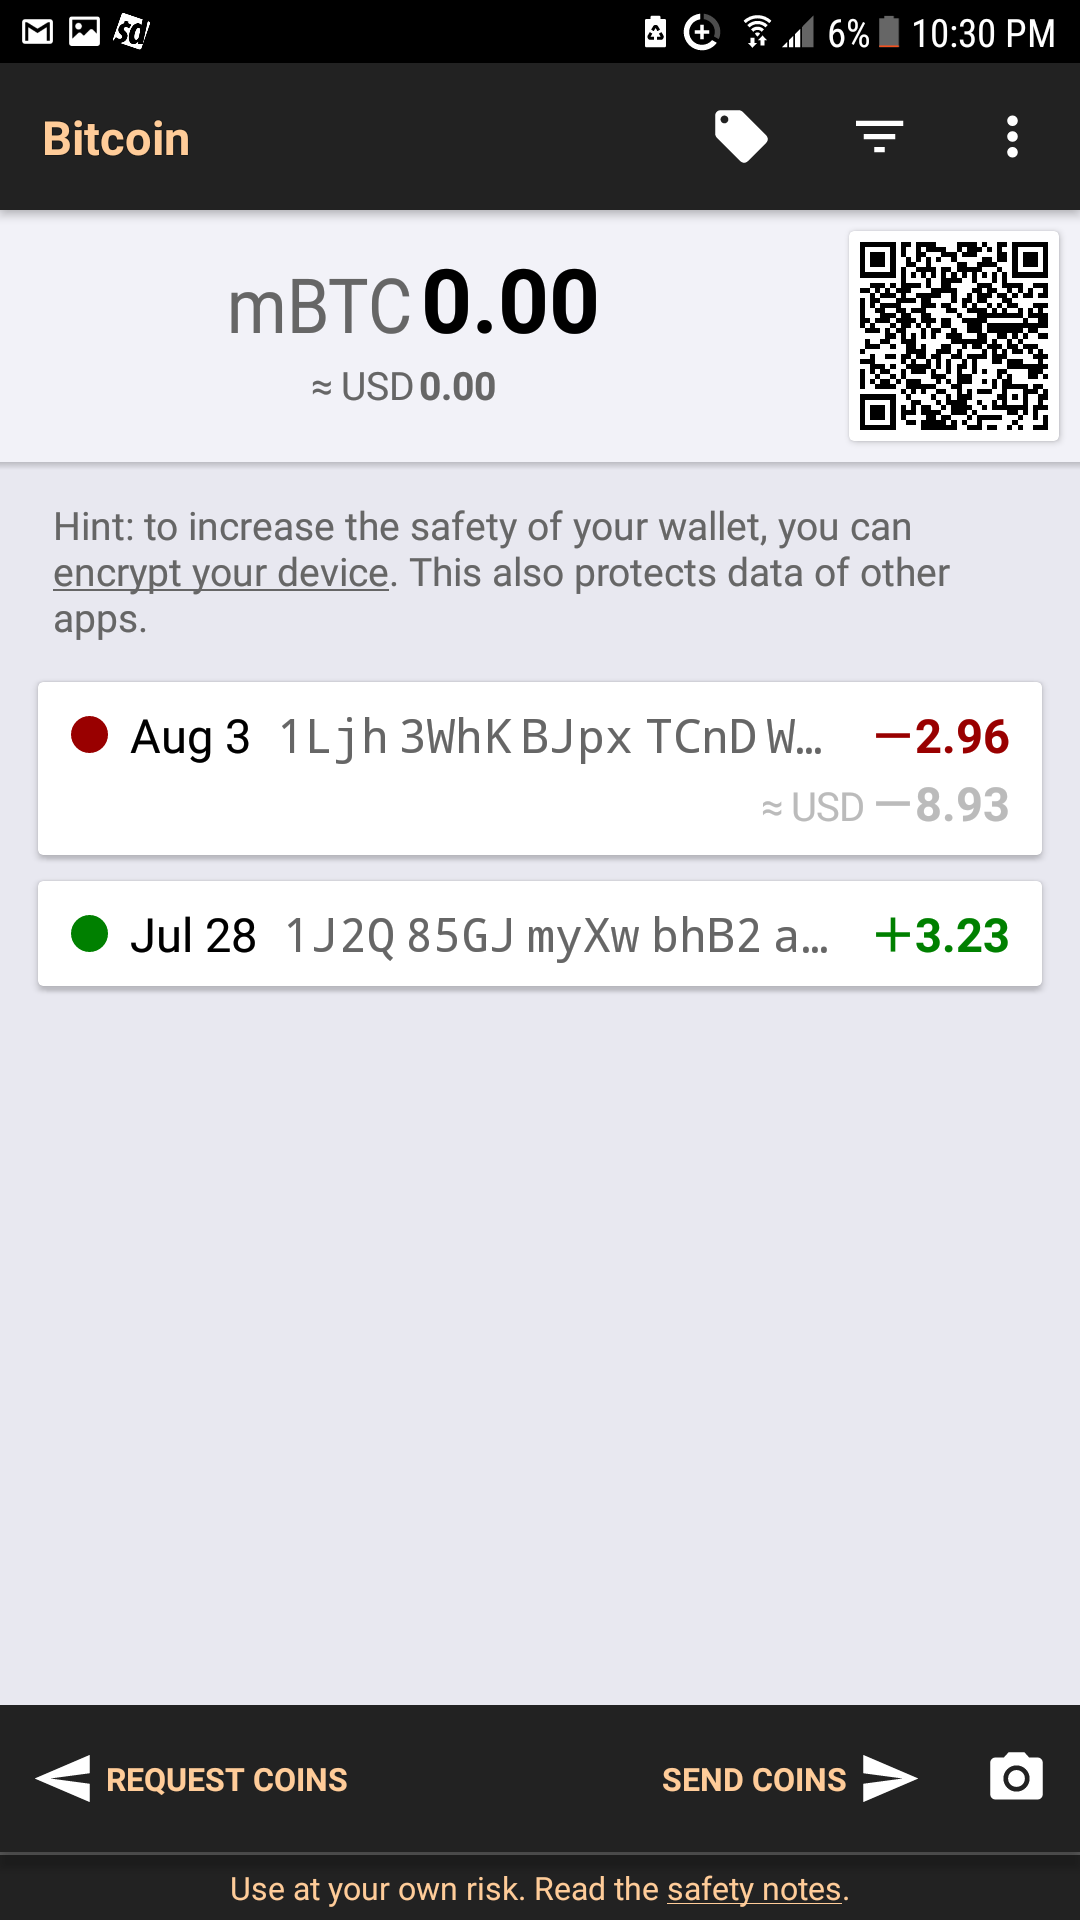 6% 10:30 PM
Bitcoin
mBTC 0.00
≈ USD 0.00
Hint: to increase the safety of your wallet, you can
encrypt your device. This also protects data of other
apps.
Aug 3 1Ljh 3WhK BJpx TCnD W… −2.96
≈ USD −8.93
Jul 28 1J2Q 85GJ myXw bhB2 a… +3.23
REQUEST COINS SEND COINS
Use at your own risk. Read the safety notes.